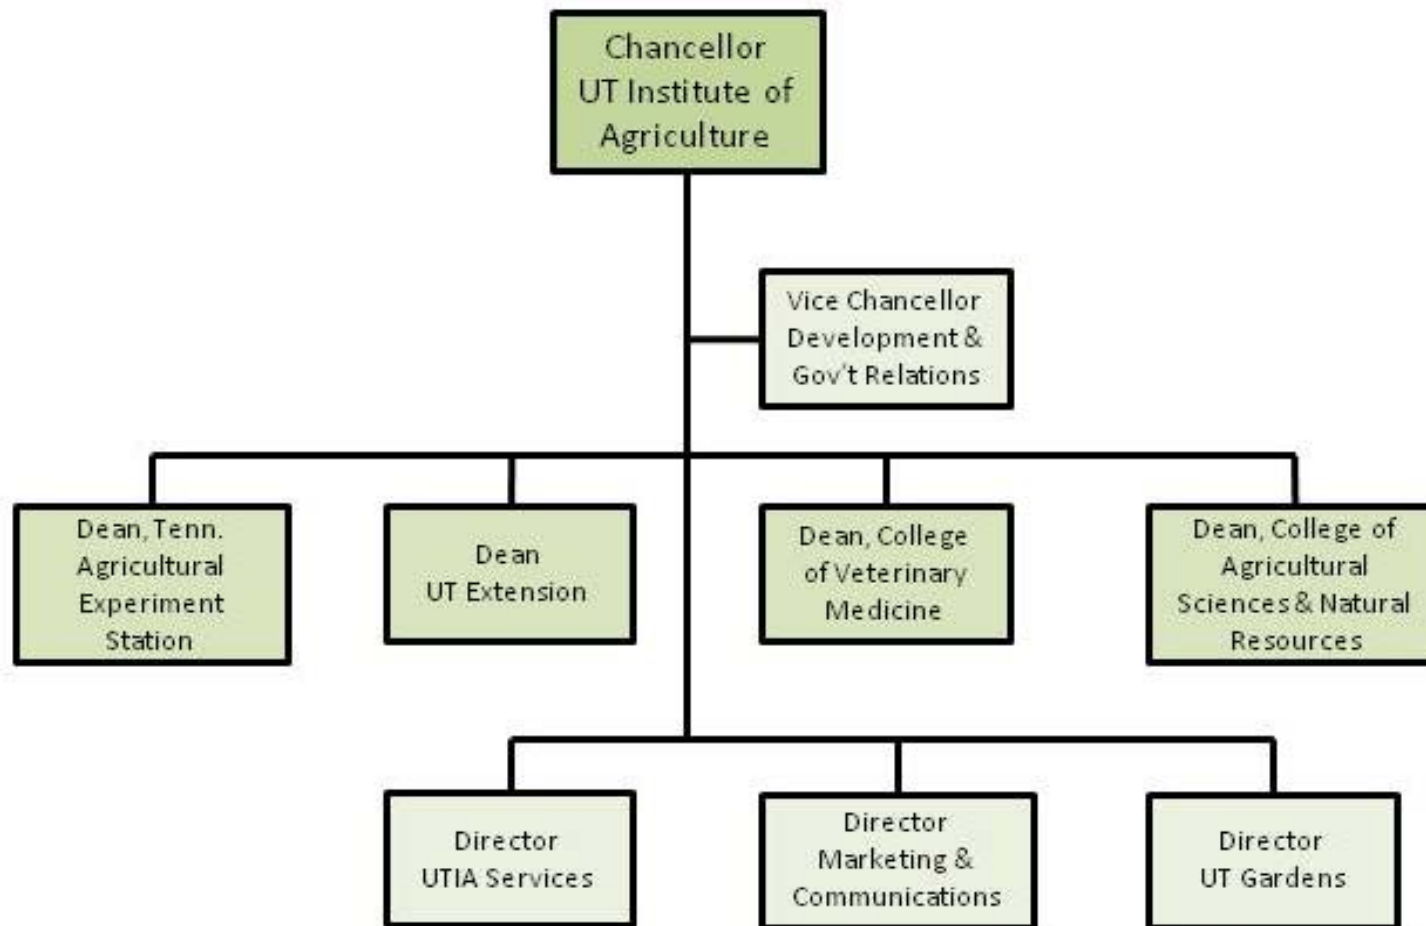 Chancellor
UT Institute of
Agriculture
Vice Chancellor
Development &
Gov't Relations
Dean, Tenn.
Agricultural
Experiment
Station
Dean
UT Extension
Dean, College
of Veterinary
Medicine
Dean, College of
Agricultural
Sciences & Natural
Resources
Director
UTIA Services
Director
Marketing &
Communications
Director
UT Gardens